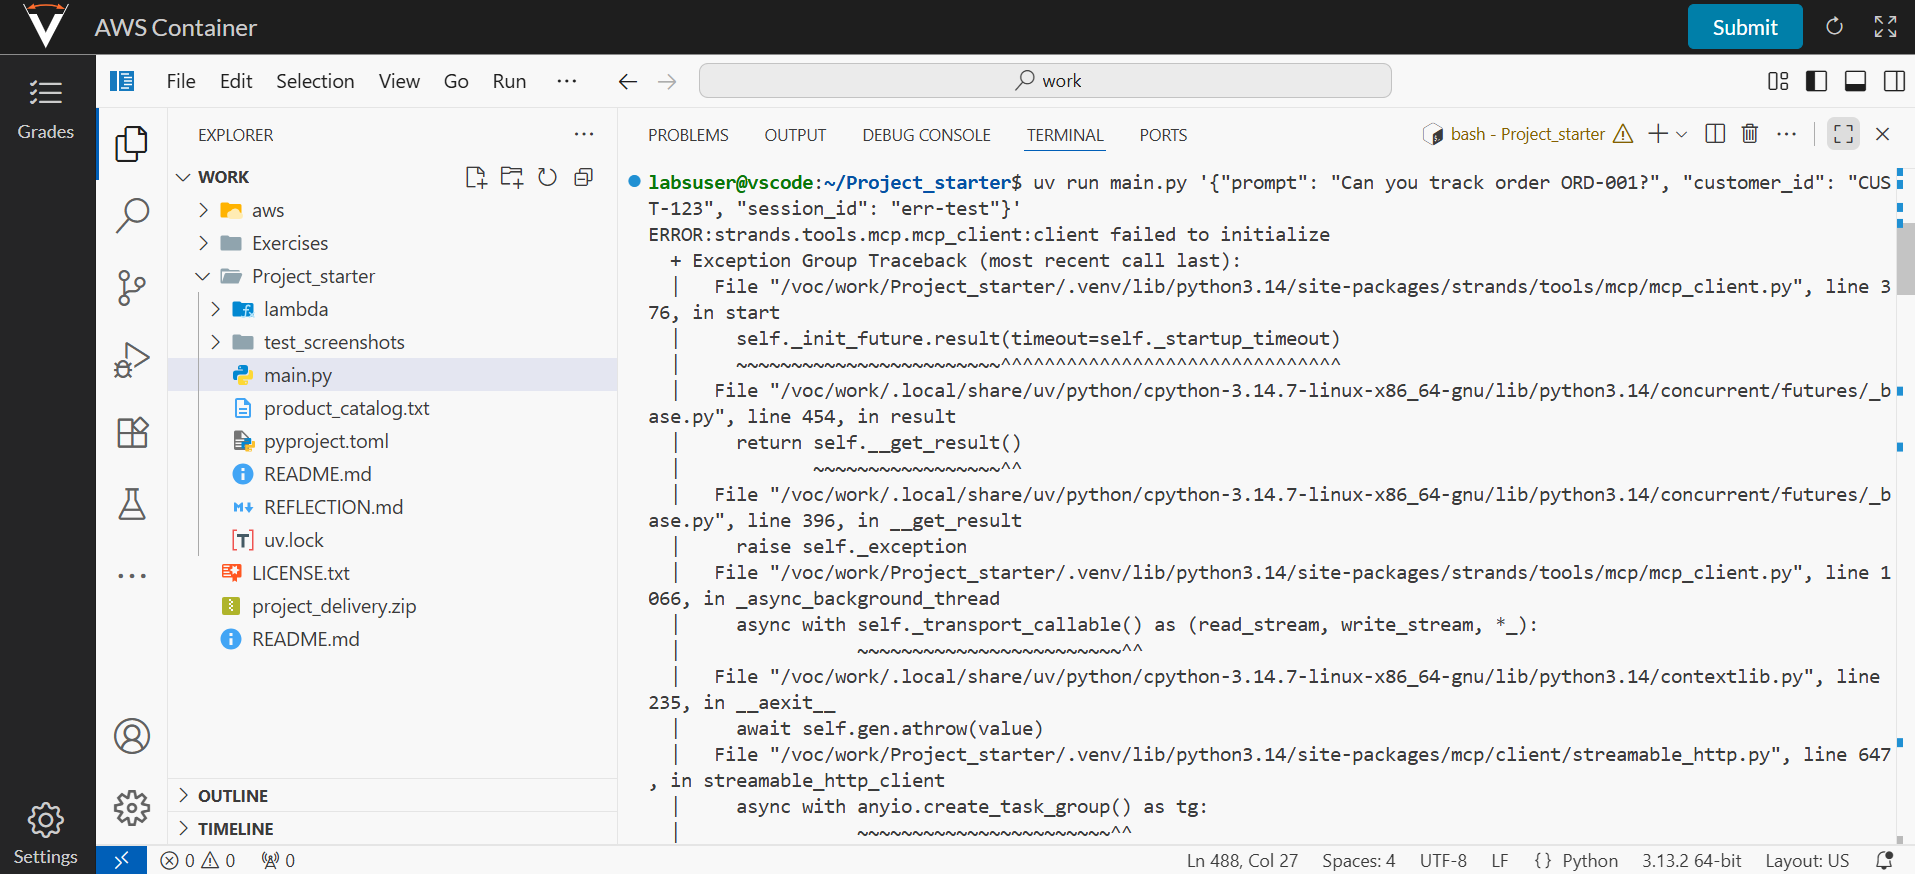 AWS Container
Submit
Grades
Settings
File Edit Selection View Go Run ...
work
EXPLORER
WORK
aws
Exercises
Project_starter
lambda
test_screenshots
main.py
product_catalog.txt
pyproject.toml
README.md
REFLECTION.md
uv.lock
LICENSE.txt
project_delivery.zip
README.md
OUTLINE
TIMELINE
PROBLEMS OUTPUT DEBUG CONSOLE TERMINAL PORTS
bash - Project_starter
labsuser@vscode:~/Project_starter$ uv run main.py '{"prompt": "Can you track order ORD-001?", "customer_id": "CUS
T-123", "session_id": "err-test"}'
ERROR:strands.tools.mcp.mcp_client:client failed to initialize
  + Exception Group Traceback (most recent call last):
  |   File "/voc/work/Project_starter/.venv/lib/python3.14/site-packages/strands/tools/mcp/mcp_client.py", line 3
76, in start
  |     self._init_future.result(timeout=self._startup_timeout)
  |     ~~~~~~~~~~~~~~~~~~~~~~~~^^^^^^^^^^^^^^^^^^^^^^^^^^^^^^^
  |   File "/voc/work/.local/share/uv/python/cpython-3.14.7-linux-x86_64-gnu/lib/python3.14/concurrent/futures/_b
ase.py", line 454, in result
  |     return self.__get_result()
  |            ~~~~~~~~~~~~~~~~~^^
  |   File "/voc/work/.local/share/uv/python/cpython-3.14.7-linux-x86_64-gnu/lib/python3.14/concurrent/futures/_b
ase.py", line 396, in __get_result
  |     raise self._exception
  |   File "/voc/work/Project_starter/.venv/lib/python3.14/site-packages/strands/tools/mcp/mcp_client.py", line 1
066, in _async_background_thread
  |     async with self._transport_callable() as (read_stream, write_stream, *_):
  |                ~~~~~~~~~~~~~~~~~~~~~~~~^^
  |   File "/voc/work/.local/share/uv/python/cpython-3.14.7-linux-x86_64-gnu/lib/python3.14/contextlib.py", line
235, in __aexit__
  |     await self.gen.athrow(value)
  |   File "/voc/work/Project_starter/.venv/lib/python3.14/site-packages/mcp/client/streamable_http.py", line 647
, in streamable_http_client
  |     async with anyio.create_task_group() as tg:
  |                ~~~~~~~~~~~~~~~~~~~~~~~^^
0 0 0
Ln 488, Col 27 Spaces: 4 UTF-8 LF {} Python 3.13.2 64-bit Layout: US